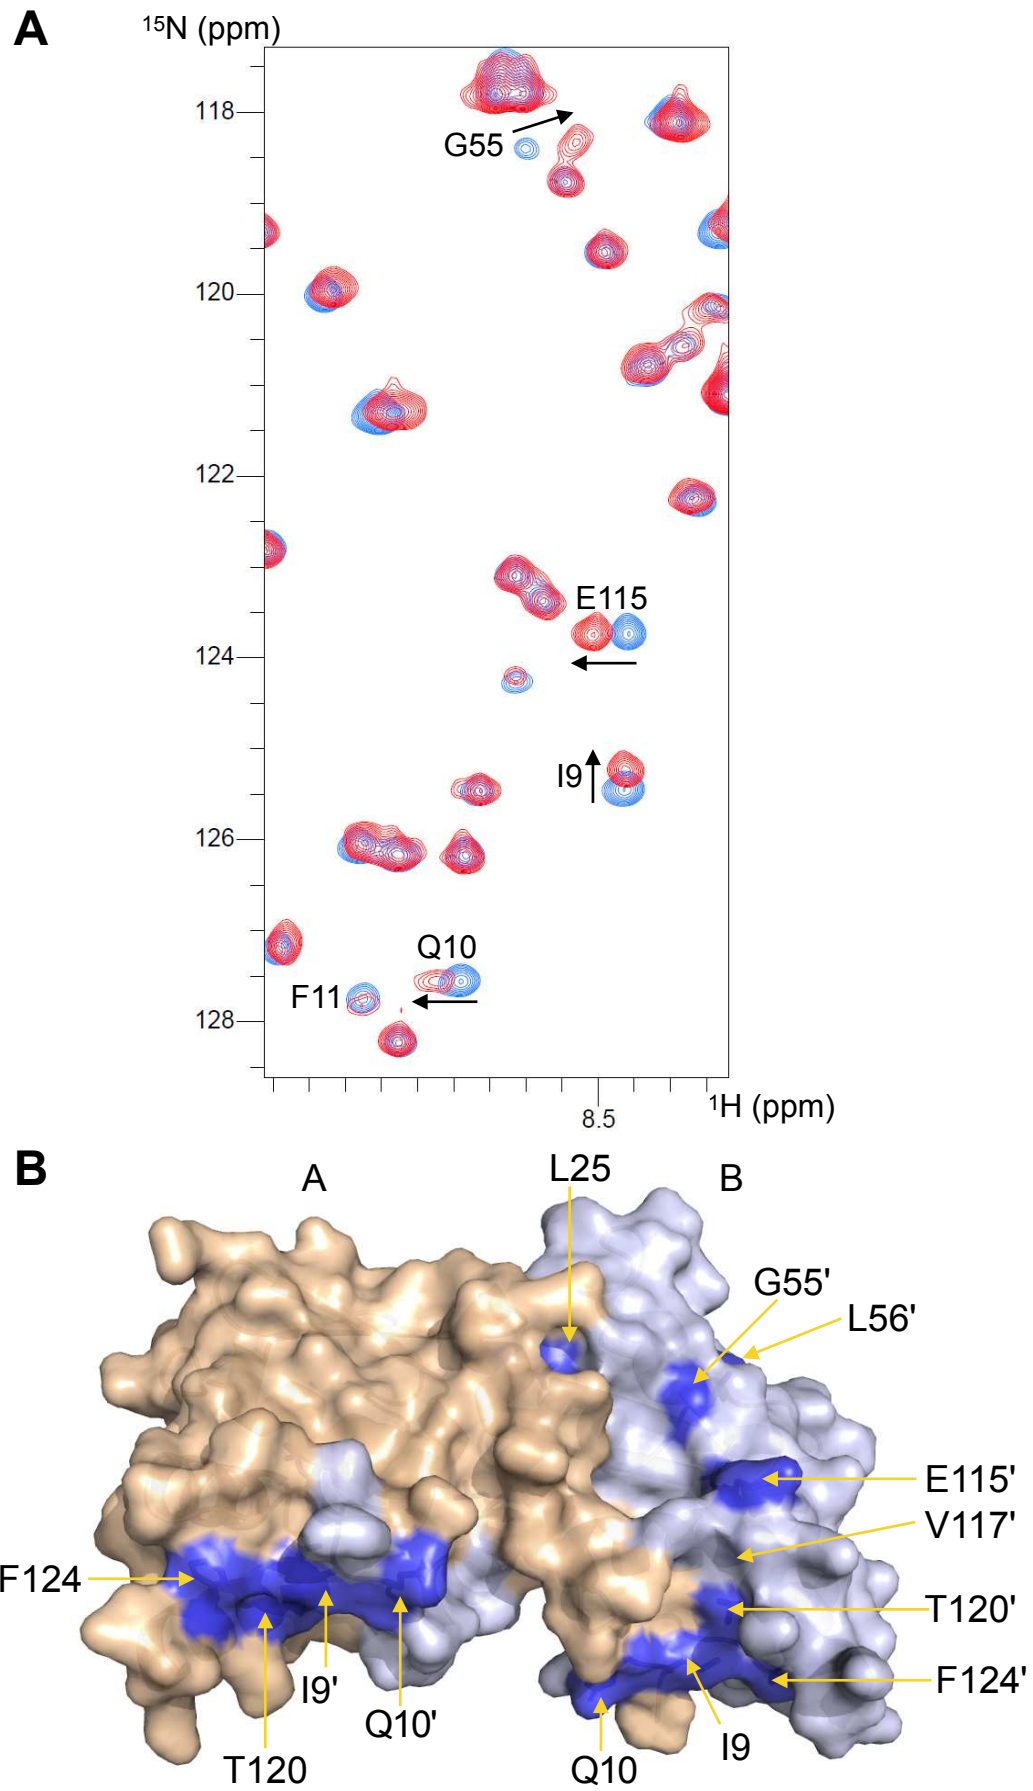 A
15N (ppm)
118
G55
120
122
E115
124
I9
126
Q10
F11
128
8.5
1H (ppm)
B
A
L25
B
G55'
L56'
E115'
V117'
F124
T120'
I9'
F124'
Q10'
I9
T120
Q10